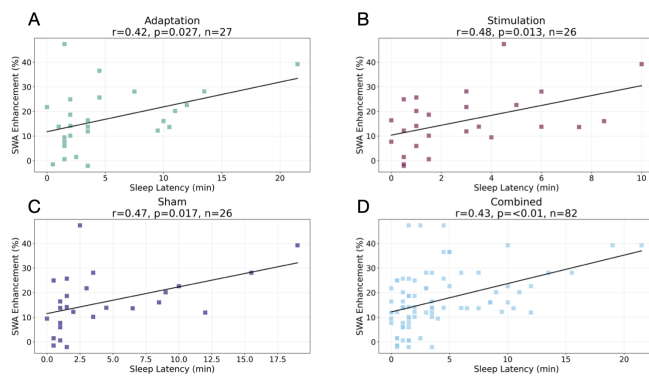 A
Adaptation
r=0.42, p=0.027, n=27
SWA Enhancement (%)
50
40
30
20
10
0
0
5
10
15
20
Sleep Latency (min)
B
Stimulation
r=0.48, p=0.013, n=26
SWA Enhancement (%)
50
40
30
20
10
0
0
2
4
6
8
10
Sleep Latency (min)
C
Sham
r=0.47, p=0.017, n=26
SWA Enhancement (%)
50
40
30
20
10
0
0.0
2.5
5.0
7.5
10.0
12.5
15.0
17.5
Sleep Latency (min)
D
Combined
r=0.43, p=<0.01, n=82
SWA Enhancement (%)
50
40
30
20
10
0
0
5
10
15
20
Sleep Latency (min)